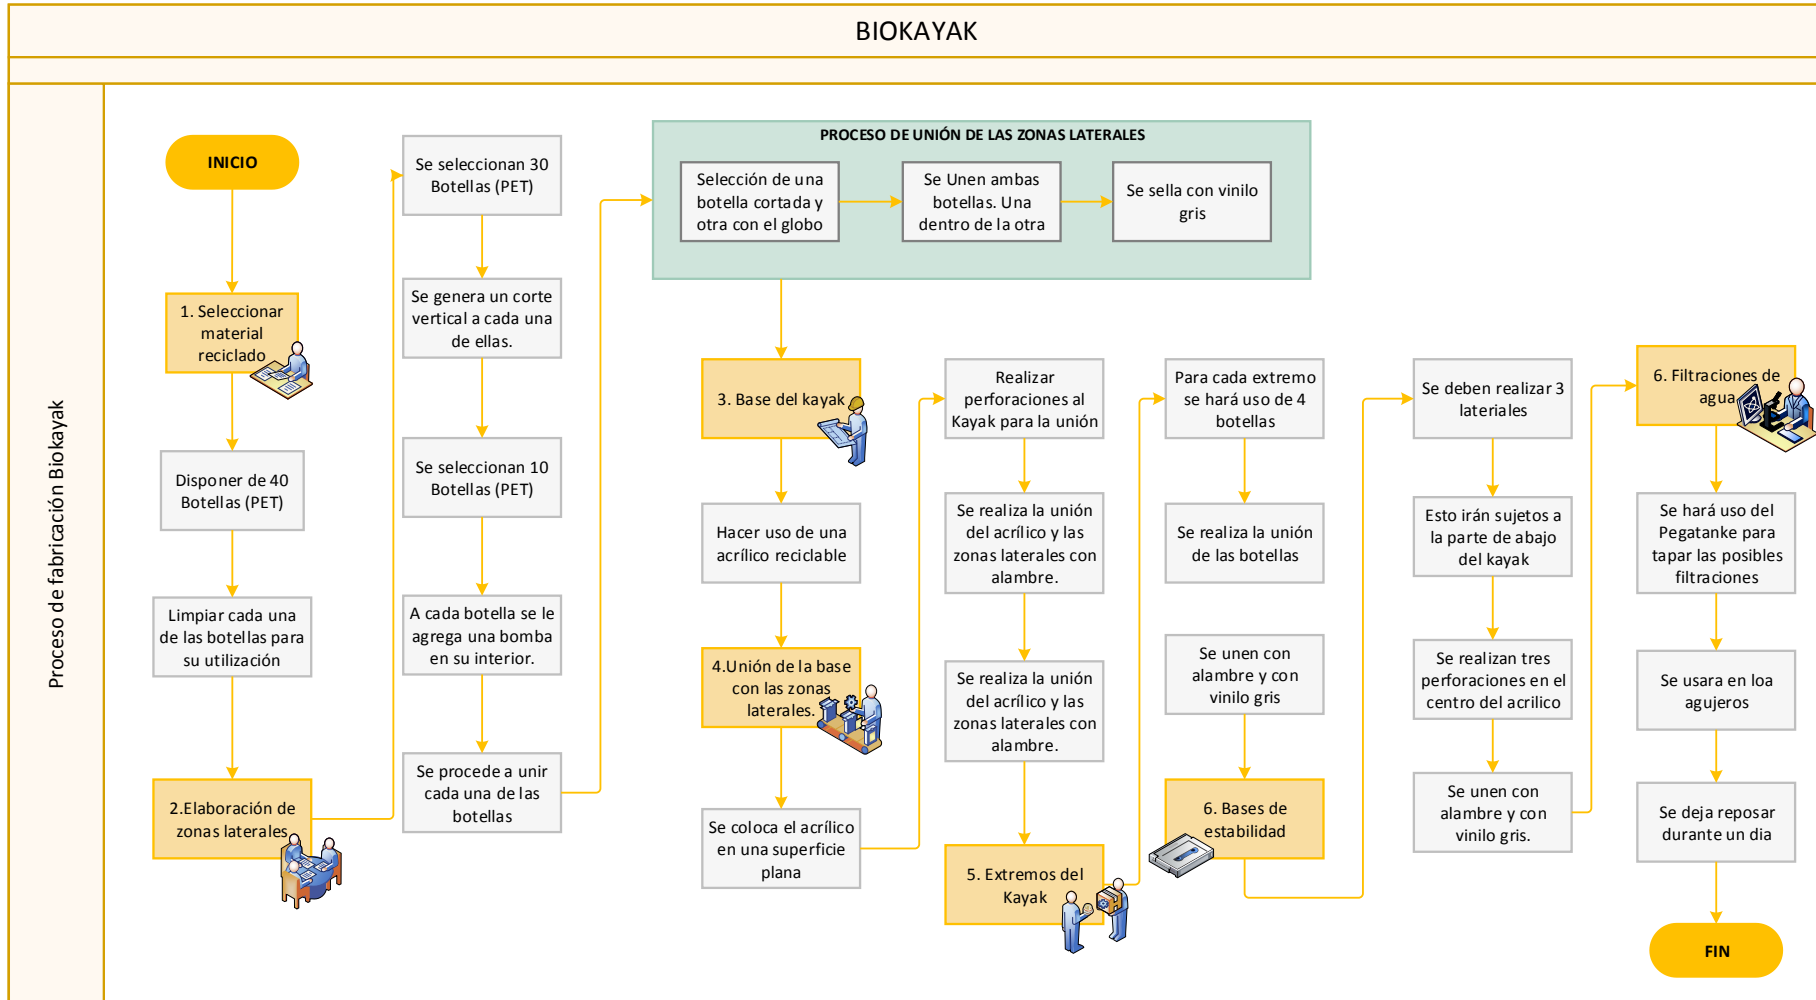 BIOKAYAK
Proceso de fabricación Biokayak
INICIO
1. Seleccionar
material
reciclado
Disponer de 40
Botellas (PET)
Limpiar cada una
de las botellas para
su utilización
2.Elaboración de
zonas laterales
Se seleccionan 30
Botellas (PET)
Se genera un corte
vertical a cada una
de ellas.
Se seleccionan 10
Botellas (PET)
A cada botella se le
agrega una bomba
en su interior.
Se procede a unir
cada una de las
botellas
PROCESO DE UNIÓN DE LAS ZONAS LATERALES
Selección de una
botella cortada y
otra con el globo
Se Unen ambas
botellas. Una
dentro de la otra
Se sella con vinilo
gris
3. Base del kayak
Hacer uso de una
acrílico reciclable
4.Unión de la base
con las zonas
laterales.
Se coloca el acrílico
en una superficie
plana
Realizar
perforaciones al
Kayak para la unión
Se realiza la unión
del acrílico y las
zonas laterales con
alambre.
Se realiza la unión
del acrílico y las
zonas laterales con
alambre.
5. Extremos del
Kayak
Para cada extremo
se hará uso de 4
botellas
Se realiza la unión
de las botellas
Se unen con
alambre y con
vinilo gris
6. Bases de
estabilidad
Se deben realizar 3
lateriales
Esto irán sujetos a
la parte de abajo
del kayak
Se realizan tres
perforaciones en el
centro del acrilico
Se unen con
alambre y con
vinilo gris.
6. Filtraciones de
agua
Se hará uso del
Pegatanke para
tapar las posibles
filtraciones
Se usara en loa
agujeros
Se deja reposar
durante un dia
FIN